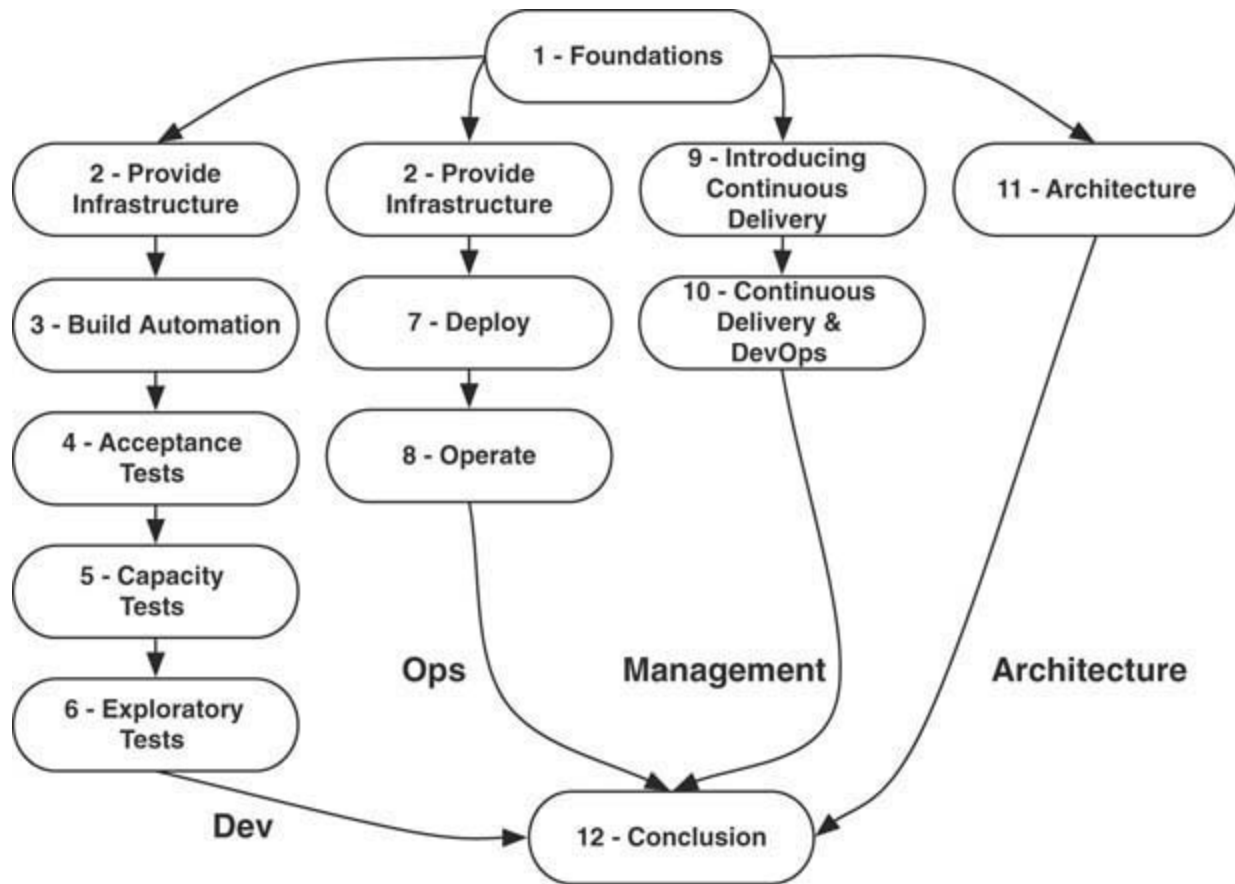 1 - Foundations
2 - Provide
Infrastructure
2 - Provide
Infrastructure
9 - Introducing
Continuous
Delivery
11 - Architecture
3 - Build Automation
7 - Deploy
10 - Continuous
Delivery &
DevOps
4 - Acceptance
Tests
8 - Operate
5 - Capacity
Tests
6 - Exploratory
Tests
Ops
Management
Architecture
Dev
12 - Conclusion